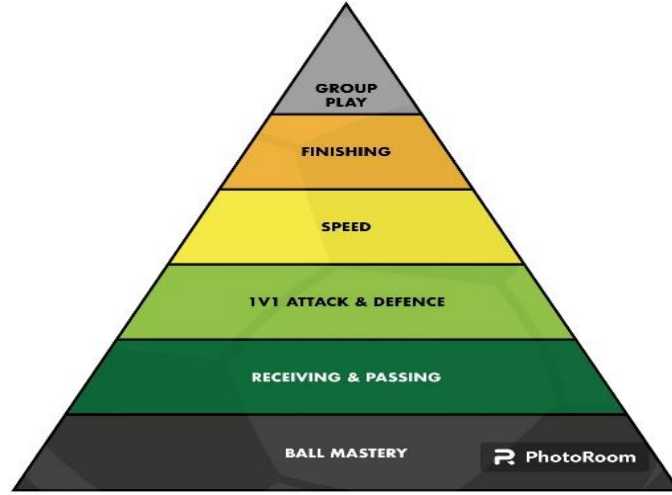 GROUP
PLAY
FINISHING
SPEED
1V1 ATTACK & DEFENCE
RECEIVING & PASSING
BALL MASTERY
PhotoRoom